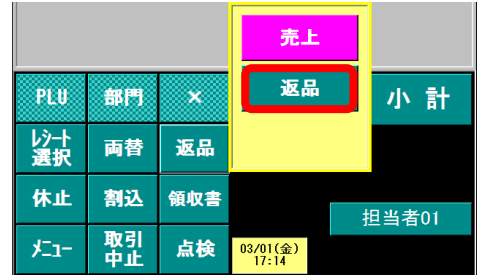 売上
返品
PLU
部門
×
小計
レシート
選択
両替
返品
休止
割込
領収書
担当者01
メニュー
取引
中止
点検
03/01(金)
17:14